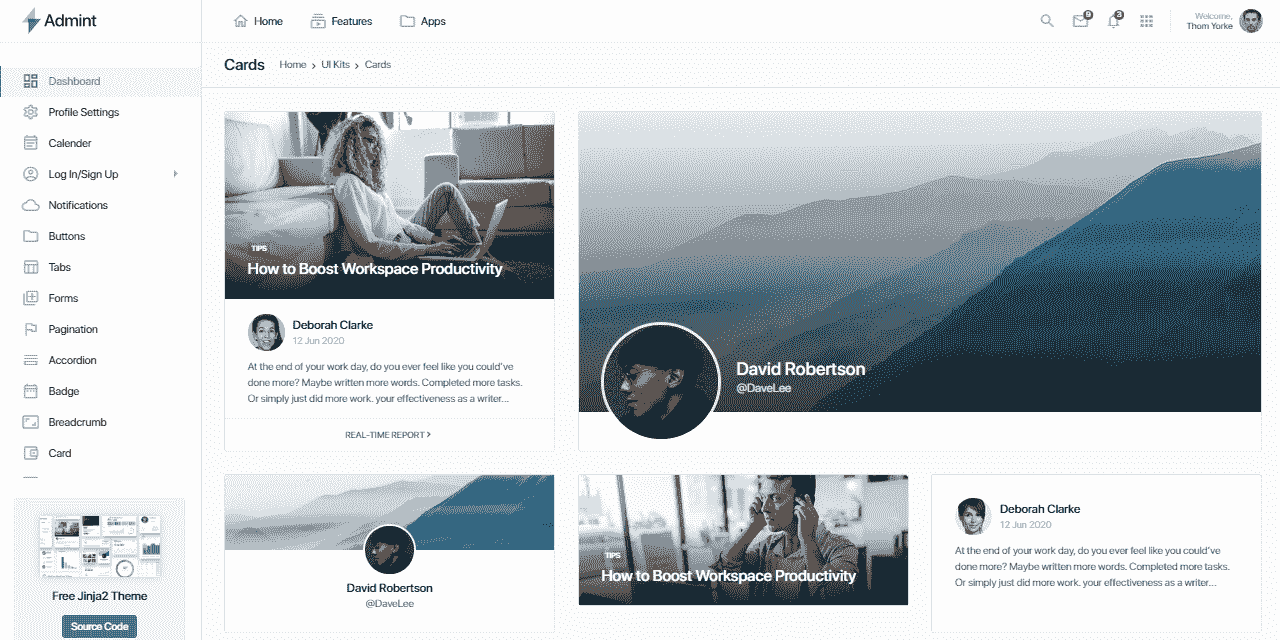 Admint
Home
Features
Apps
9
2
Welcome,
Thom Yorke
Cards
Home > UI Kits > Cards
Dashboard
Profile Settings
Calender
Log In/Sign Up
Notifications
Buttons
Tabs
Forms
Pagination
Accordion
Badge
Breadcrumb
Card
Free Jinja2 Theme
Source Code
TIPS
How to Boost Workspace Productivity
Deborah Clarke
12 Jun 2020
At the end of your work day, do you ever feel like you could've
done more? Maybe written more words. Completed more tasks.
Or simply just did more work. your effectiveness as a writer...
REAL-TIME REPORT >
David Robertson
@DaveLee
David Robertson
@DaveLee
TIPS
How to Boost Workspace Productivity
Deborah Clarke
12 Jun 2020
At the end of your work day, do you ever feel like you could've
done more? Maybe written more words. Completed more tasks.
Or simply just did more work. your effectiveness as a writer...